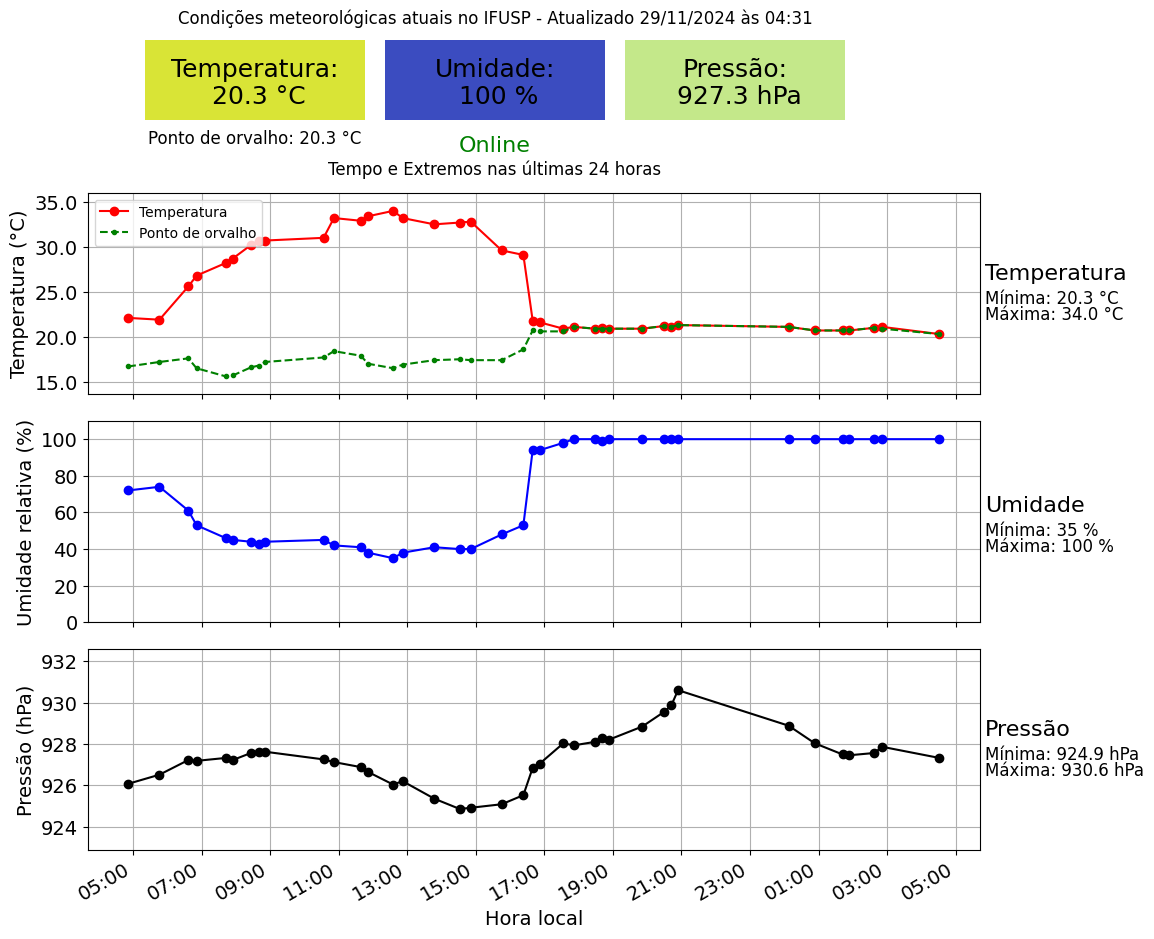 Condições meteorológicas atuais no IFUSP - Atualizado 29/11/2024 às 04:31
Temperatura:
20.3 °C
Umidade:
100 %
Pressão:
927.3 hPa
Ponto de orvalho: 20.3 °C
Online
Tempo e Extremos nas últimas 24 horas
Temperatura (°C)
35.0
30.0
25.0
20.0
15.0
Temperatura
Ponto de orvalho
Temperatura
Mínima: 20.3 °C
Máxima: 34.0 °C
Umidade relativa (%)
100
80
60
40
20
0
Umidade
Mínima: 35 %
Máxima: 100 %
Pressão (hPa)
932
930
928
926
924
Pressão
Mínima: 924.9 hPa
Máxima: 930.6 hPa
05:00 07:00 09:00 11:00 13:00 15:00 17:00 19:00 21:00 23:00 01:00 03:00 05:00
Hora local